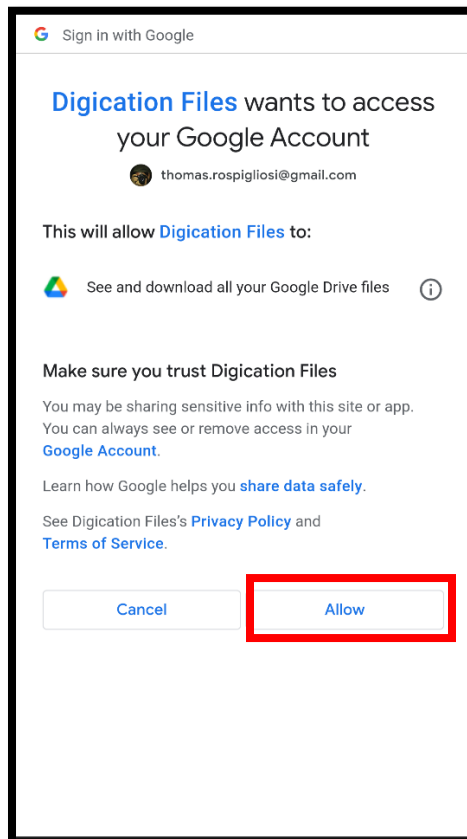 Sign in with Google
Digication Files wants to access
your Google Account
thomas.rospigliosi@gmail.com
This will allow Digication Files to:
See and download all your Google Drive files
Make sure you trust Digication Files
You may be sharing sensitive info with this site or app.
You can always see or remove access in your
Google Account.
Learn how Google helps you share data safely.
See Digication Files's Privacy Policy and
Terms of Service.
Cancel Allow